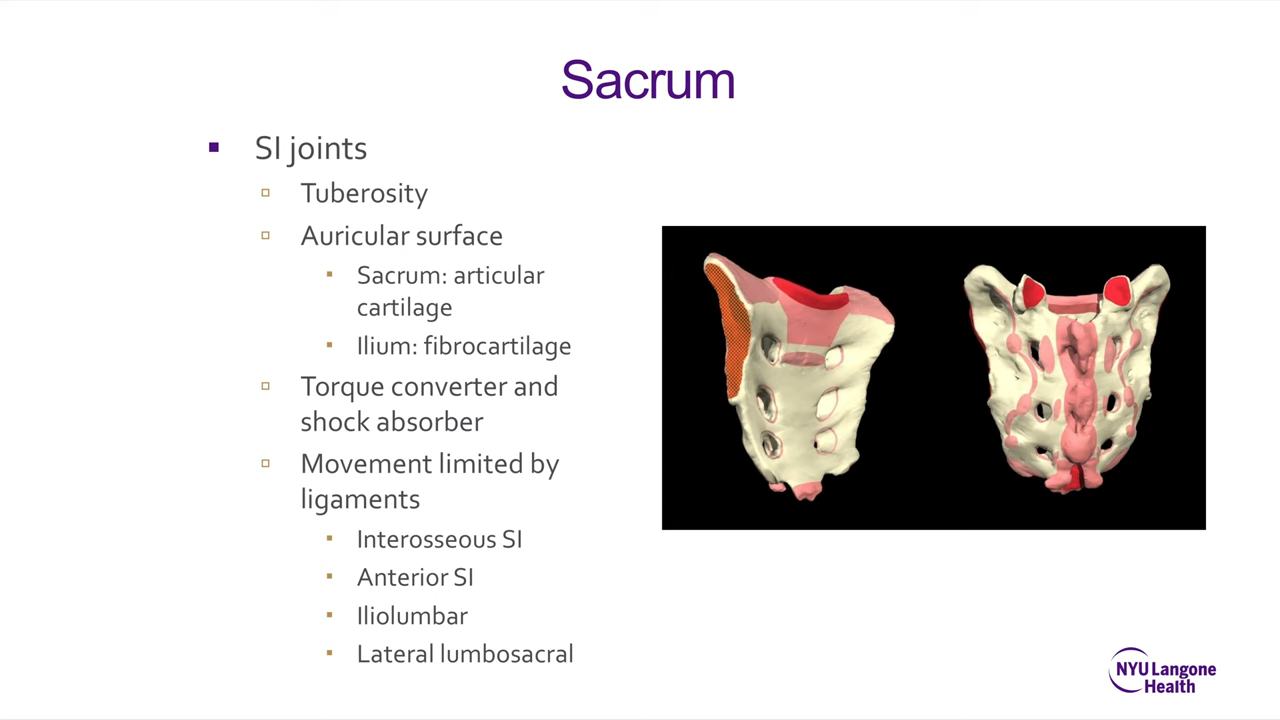 Sacrum
SI joints
Tuberosity
Auricular surface
Sacrum: articular
cartilage
Ilium: fibrocartilage
Torque converter and
shock absorber
Movement limited by
ligaments
Interosseous SI
Anterior SI
Iliolumbar
Lateral lumbosacral
NYU Langone
Health